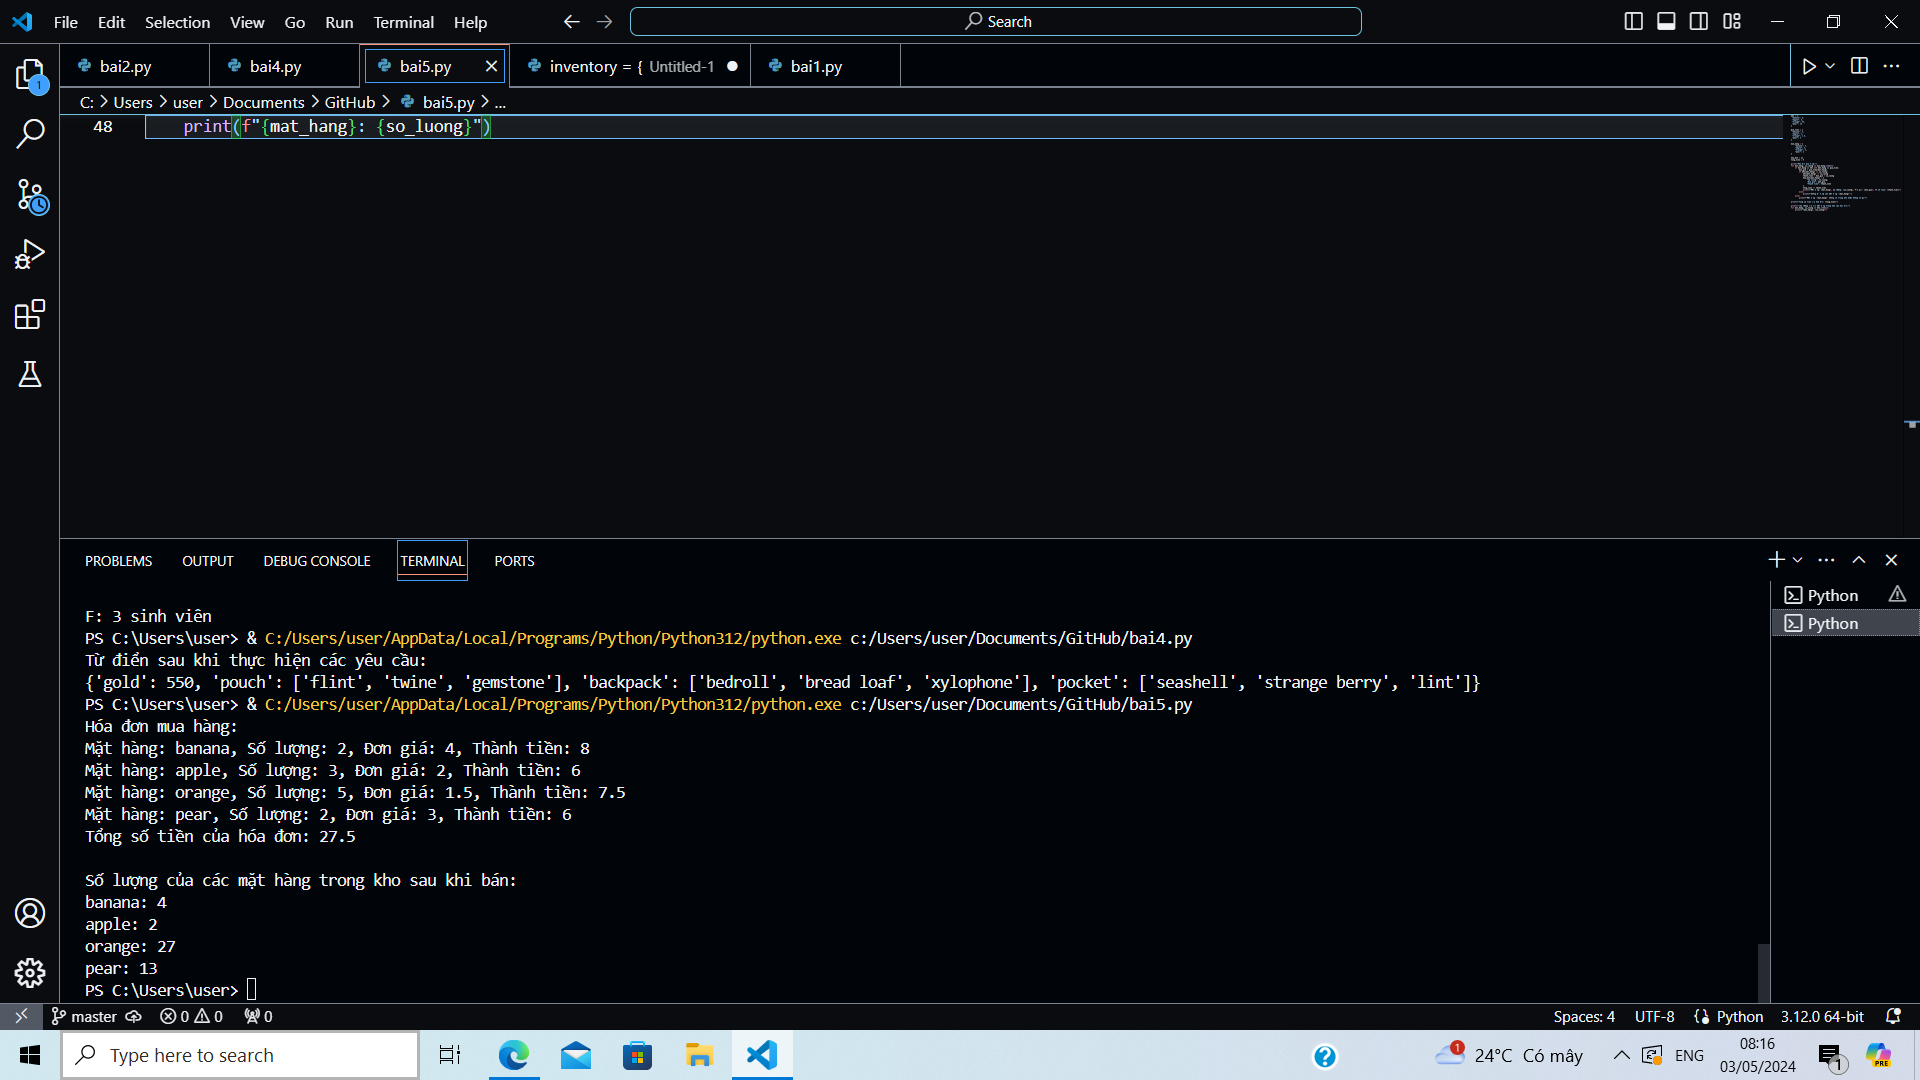 File Edit Selection View Go Run Terminal Help
Search
bai2.py
bai4.py
bai5.py
inventory = { Untitled-1
bai1.py
C: > Users > user > Documents > GitHub > bai5.py > ...
48 print(f"{mat_hang}: {so_luong}")
1
PROBLEMS OUTPUT DEBUG CONSOLE TERMINAL PORTS
Python
Python
F: 3 sinh viên
PS C:\Users\user> & C:/Users/user/AppData/Local/Programs/Python/Python312/python.exe c:/Users/user/Documents/GitHub/bai4.py
Từ điển sau khi thực hiện các yêu cầu:
{'gold': 550, 'pouch': ['flint', 'twine', 'gemstone'], 'backpack': ['bedroll', 'bread loaf', 'xylophone'], 'pocket': ['seashell', 'strange berry', 'lint']}
PS C:\Users\user> & C:/Users/user/AppData/Local/Programs/Python/Python312/python.exe c:/Users/user/Documents/GitHub/bai5.py
Hóa đơn mua hàng:
Mặt hàng: banana, Số lượng: 2, Đơn giá: 4, Thành tiền: 8
Mặt hàng: apple, Số lượng: 3, Đơn giá: 2, Thành tiền: 6
Mặt hàng: orange, Số lượng: 5, Đơn giá: 1.5, Thành tiền: 7.5
Mặt hàng: pear, Số lượng: 2, Đơn giá: 3, Thành tiền: 6
Tổng số tiền của hóa đơn: 27.5
Số lượng của các mặt hàng trong kho sau khi bán:
banana: 4
apple: 2
orange: 27
pear: 13
PS C:\Users\user>
master 0 0 0
Spaces: 4 UTF-8 Python 3.12.0 64-bit
Type here to search
1 24°C Có mây ENG
08:16
03/05/2024
1
PRE